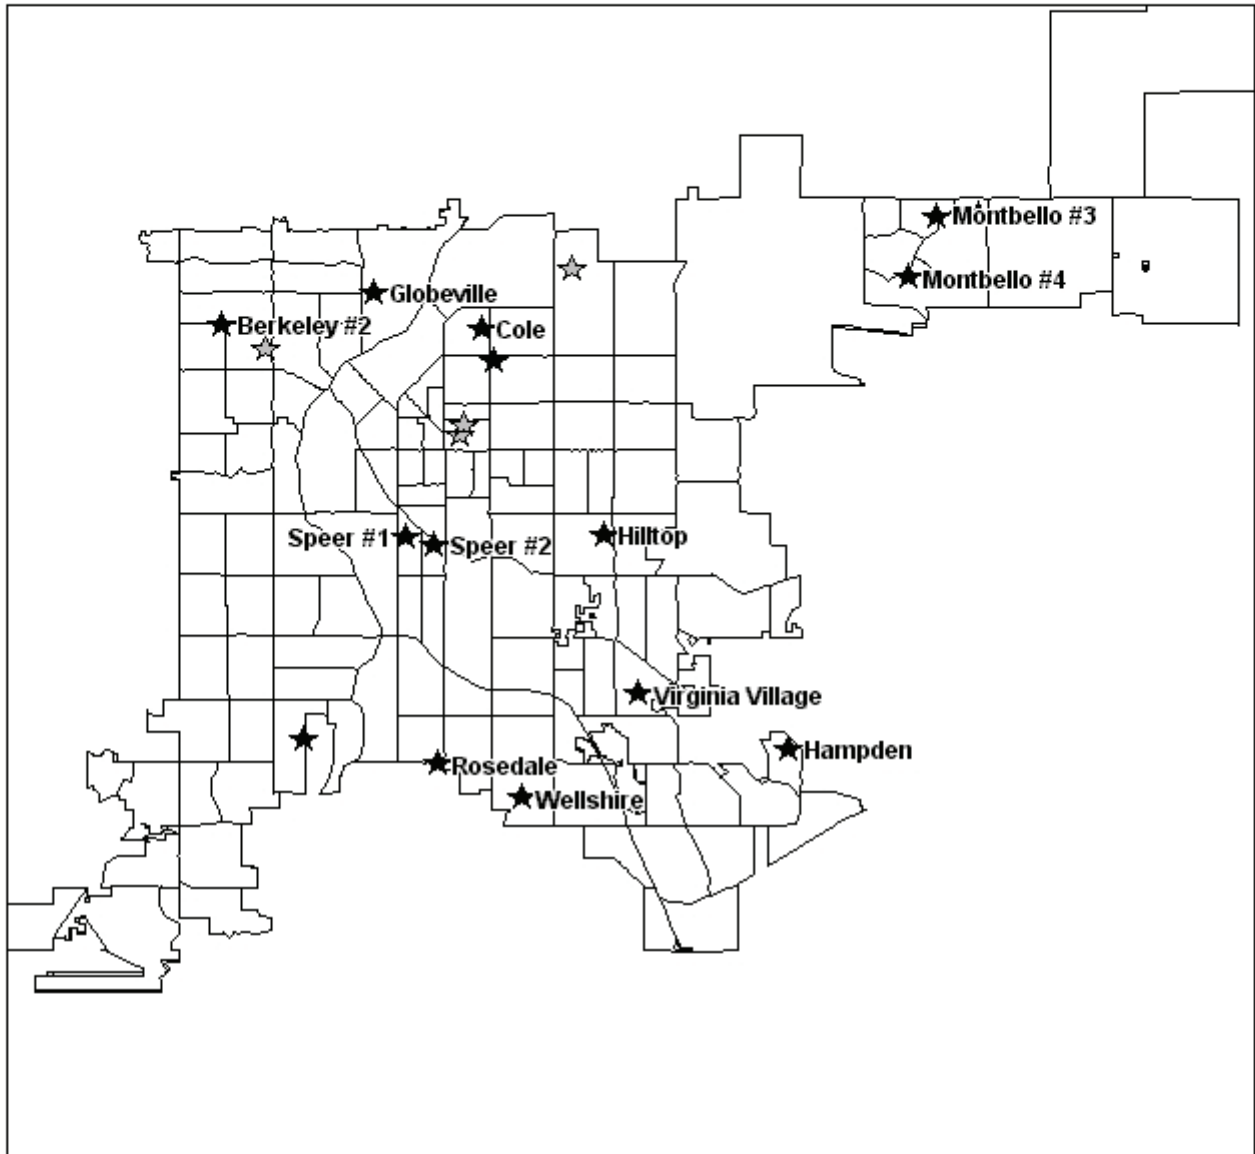 Montbello #3
Montbello #4
Globeville
Berkeley #2
Cole
Speer #1
Speer #2
Hilltop
Virginia Village
Hampden
Rosedale
Wellshire